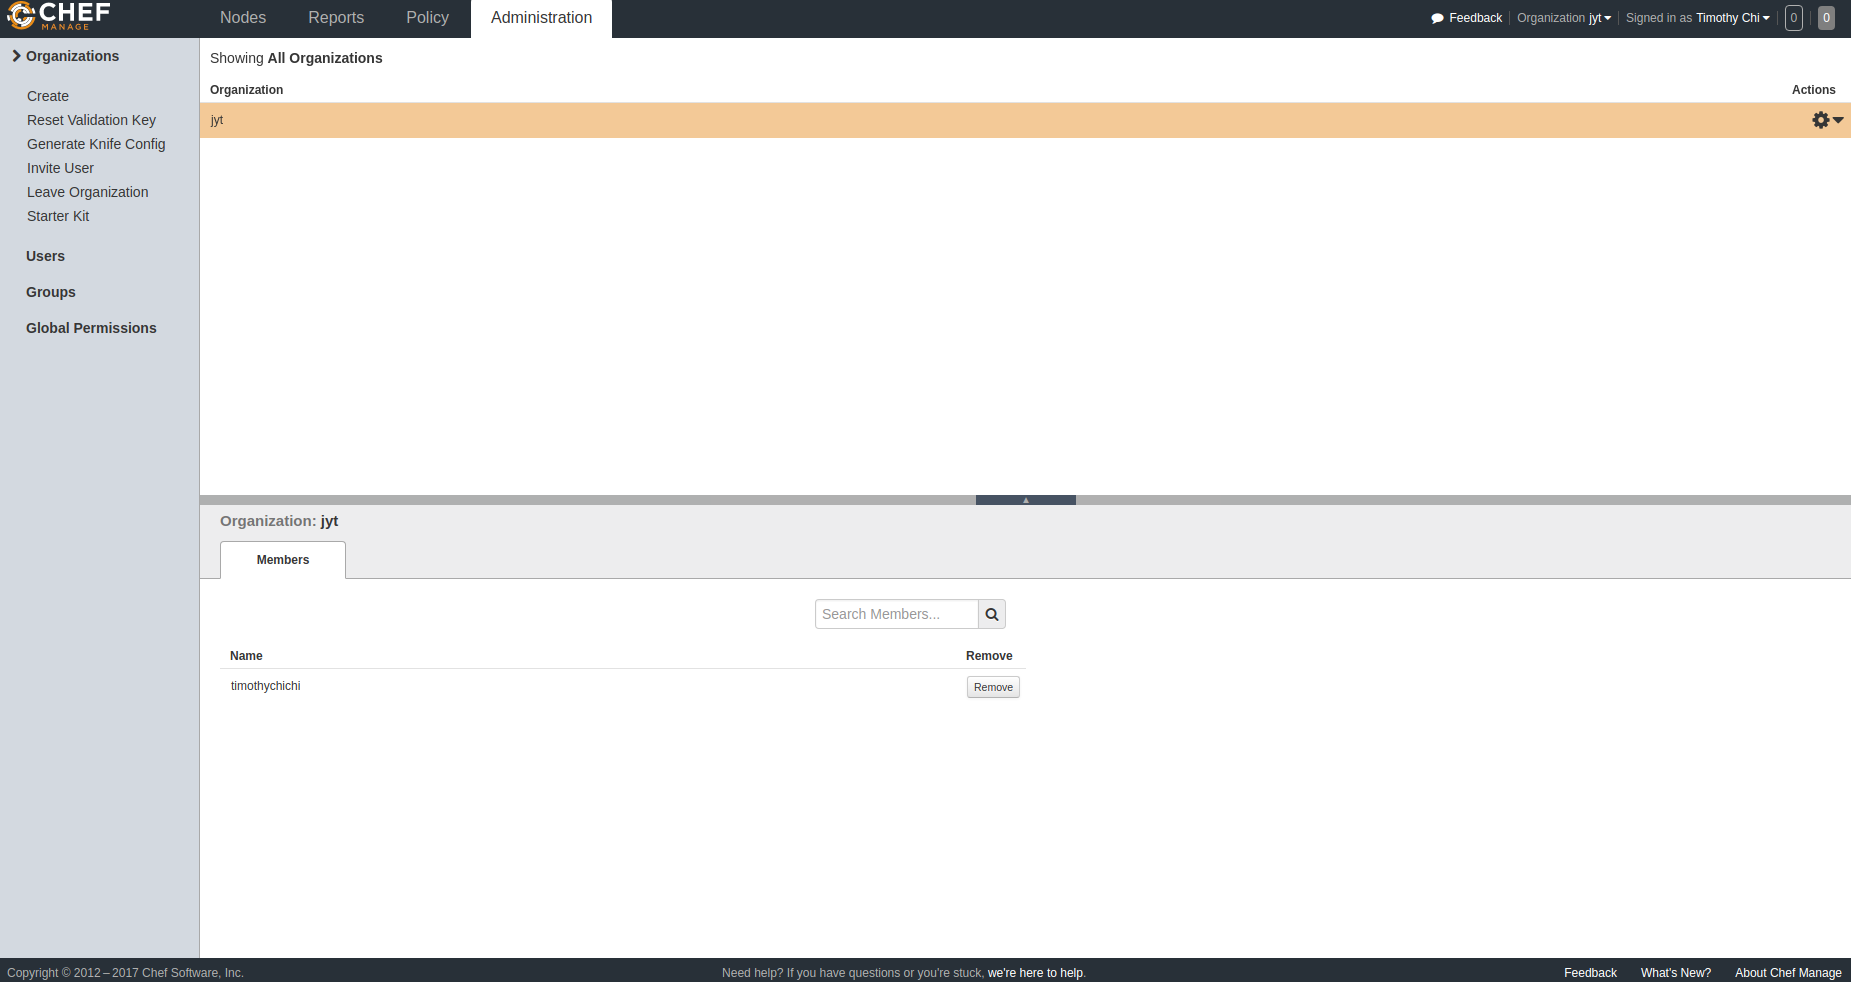 CHEF
MANAGE
Nodes Reports Policy Administration
Feedback Organization jyt Signed in as Timothy Chi 0 0
Organizations
Create
Reset Validation Key
Generate Knife Config
Invite User
Leave Organization
Starter Kit
Users
Groups
Global Permissions
Showing All Organizations
Organization Actions
jyt
Organization: jyt
Members
Search Members...
Name Remove
timothychichi Remove
Copyright © 2012 – 2017 Chef Software, Inc.
Need help? If you have questions or you're stuck, we're here to help.
Feedback What's New? About Chef Manage